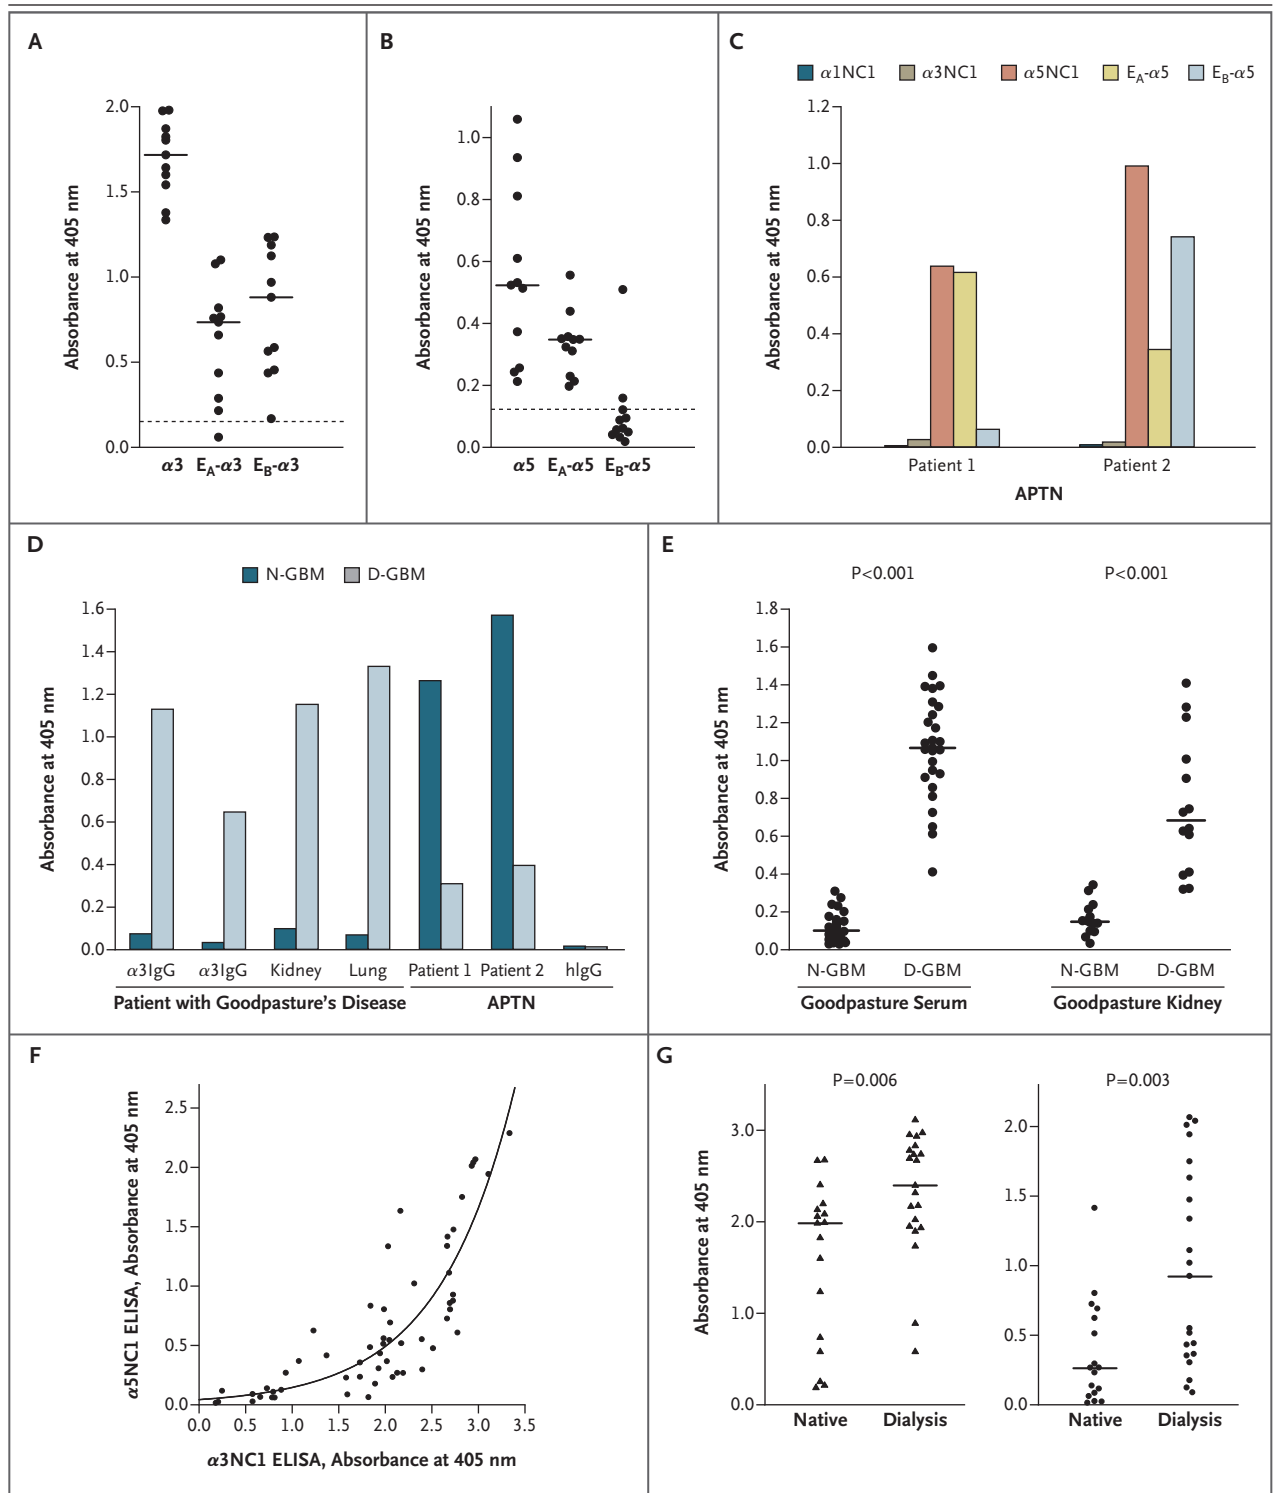 A
Absorbance at 405 nm
2.0
1.5
1.0
0.5
0.0
α3 E_A-α3 E_B-α3
B
Absorbance at 405 nm
1.0
0.8
0.6
0.4
0.2
0.0
α5 E_A-α5 E_B-α5
C
α1NC1 α3NC1 α5NC1 E_A-α5 E_B-α5
Absorbance at 405 nm
1.2
1.0
0.8
0.6
0.4
0.2
0.0
Patient 1 Patient 2
APTN
D
N-GBM D-GBM
Absorbance at 405 nm
1.6
1.4
1.2
1.0
0.8
0.6
0.4
0.2
0.0
α3IgG α3IgG Kidney Lung Patient 1 Patient 2 hIgG
Patient with Goodpasture's Disease APTN
E
P<0.001 P<0.001
Absorbance at 405 nm
1.8
1.6
1.4
1.2
1.0
0.8
0.6
0.4
0.2
0.0
N-GBM D-GBM N-GBM D-GBM
Goodpasture Serum Goodpasture Kidney
F
α5NC1 ELISA, Absorbance at 405 nm
2.5
2.0
1.5
1.0
0.5
0.0
0.0 0.5 1.0 1.5 2.0 2.5 3.0 3.5
α3NC1 ELISA, Absorbance at 405 nm
G
P=0.006 P=0.003
Absorbance at 405 nm
3.0
2.0
1.0
0.0
Native Dialysis
2.0
1.5
1.0
0.5
0.0
Native Dialysis